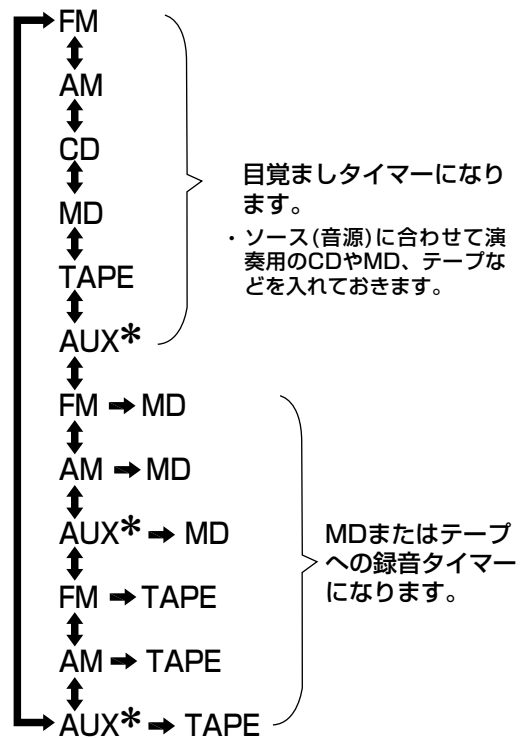 FM
AM
CD
MD
TAPE
AUX*
目覚ましタイマーになり
ます。
・ソース(音源)に合わせて演
奏用のCDやMD、テープな
どを入れておきます。
FM ➡ MD
AM ➡ MD
AUX* ➡ MD
FM ➡ TAPE
AM ➡ TAPE
AUX* ➡ TAPE
MDまたはテープ
への録音タイマー
になります。